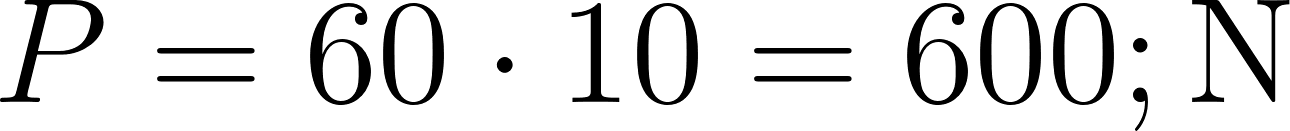 P = 60 · 10 = 600; N